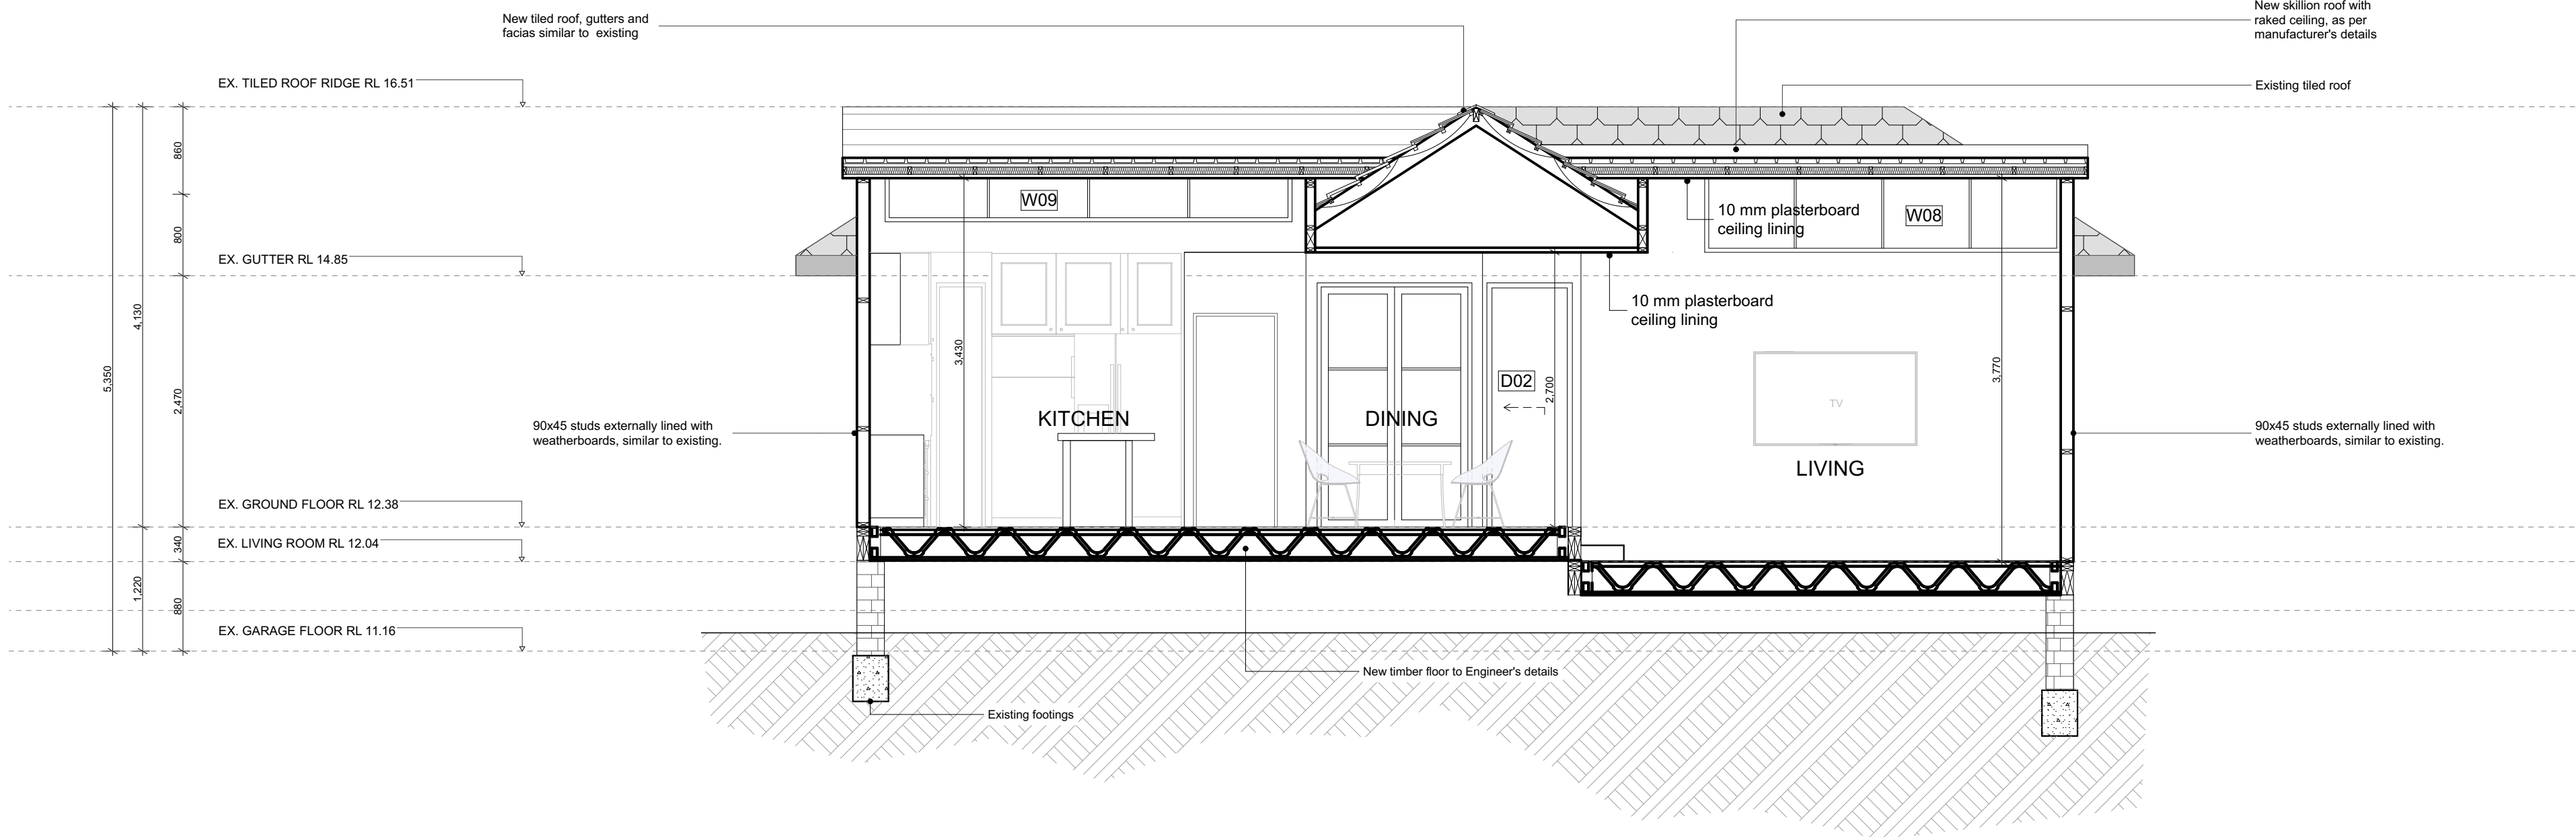 New tiled roof, gutters and
facias similar to existing
New skillion roof with
raked ceiling, as per
manufacturer's details
EX. TILED ROOF RIDGE RL 16.51
Existing tiled roof
860
W09
10 mm plasterboard
ceiling lining
W08
800
EX. GUTTER RL 14.85
10 mm plasterboard
ceiling lining
4,130
5,350
2,470
3,430
2,700
3,770
D02
TV
KITCHEN
DINING
LIVING
90x45 studs externally lined with
weatherboards, similar to existing.
90x45 studs externally lined with
weatherboards, similar to existing.
EX. GROUND FLOOR RL 12.38
340
EX. LIVING ROOM RL 12.04
1,220
880
EX. GARAGE FLOOR RL 11.16
New timber floor to Engineer's details
Existing footings